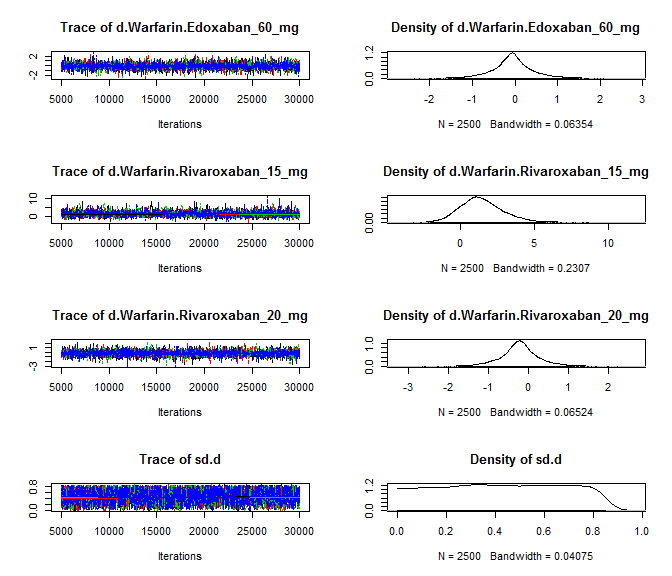 Trace of d.Warfarin.Edoxaban_60_mg
-2 2
5000 10000 15000 20000 25000 30000
Iterations
Density of d.Warfarin.Edoxaban_60_mg
0.0 1.2
-2 -1 0 1 2 3
N = 2500 Bandwidth = 0.06354
Trace of d.Warfarin.Rivaroxaban_15_mg
0 10
5000 10000 15000 20000 25000 30000
Iterations
Density of d.Warfarin.Rivaroxaban_15_mg
0.00
0 5 10
N = 2500 Bandwidth = 0.2307
Trace of d.Warfarin.Rivaroxaban_20_mg
-3 1
5000 10000 15000 20000 25000 30000
Iterations
Density of d.Warfarin.Rivaroxaban_20_mg
0.0 1.0
-3 -2 -1 0 1 2
N = 2500 Bandwidth = 0.06524
Trace of sd.d
0.0 0.8
5000 10000 15000 20000 25000 30000
Iterations
Density of sd.d
0.0 1.2
0.0 0.2 0.4 0.6 0.8 1.0
N = 2500 Bandwidth = 0.04075